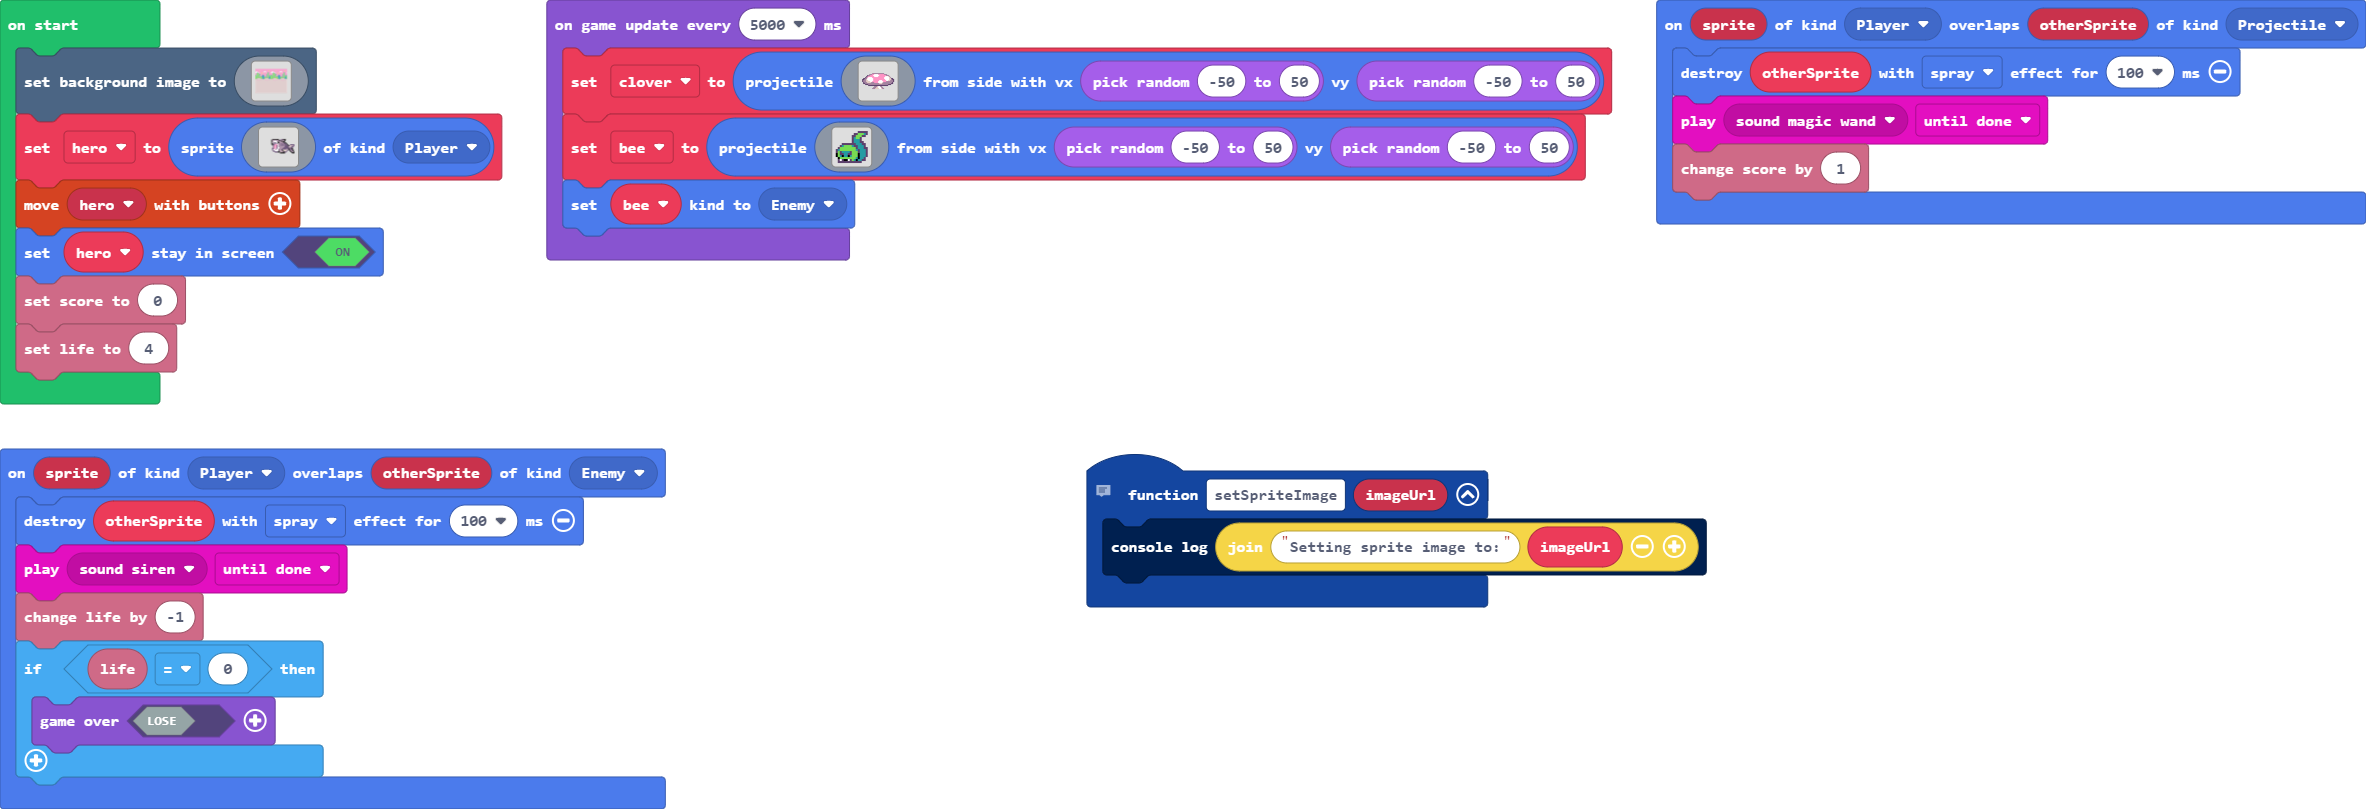 on start
set background image to
set hero to sprite of kind Player
move hero with buttons
set hero stay in screen ON
set score to 0
set life to 4
on game update every 5000 ms
set clover to projectile from side with vx pick random -50 to 50 vy pick random -50 to 50
set bee to projectile from side with vx pick random -50 to 50 vy pick random -50 to 50
set bee kind to Enemy
on sprite of kind Player overlaps otherSprite of kind Projectile
destroy otherSprite with spray effect for 100 ms
play sound magic wand until done
change score by 1
on sprite of kind Player overlaps otherSprite of kind Enemy
destroy otherSprite with spray effect for 100 ms
play sound siren until done
change life by -1
if life = 0 then
game over LOSE
function setSpriteImage imageUrl
console log join "Setting sprite image to:" imageUrl